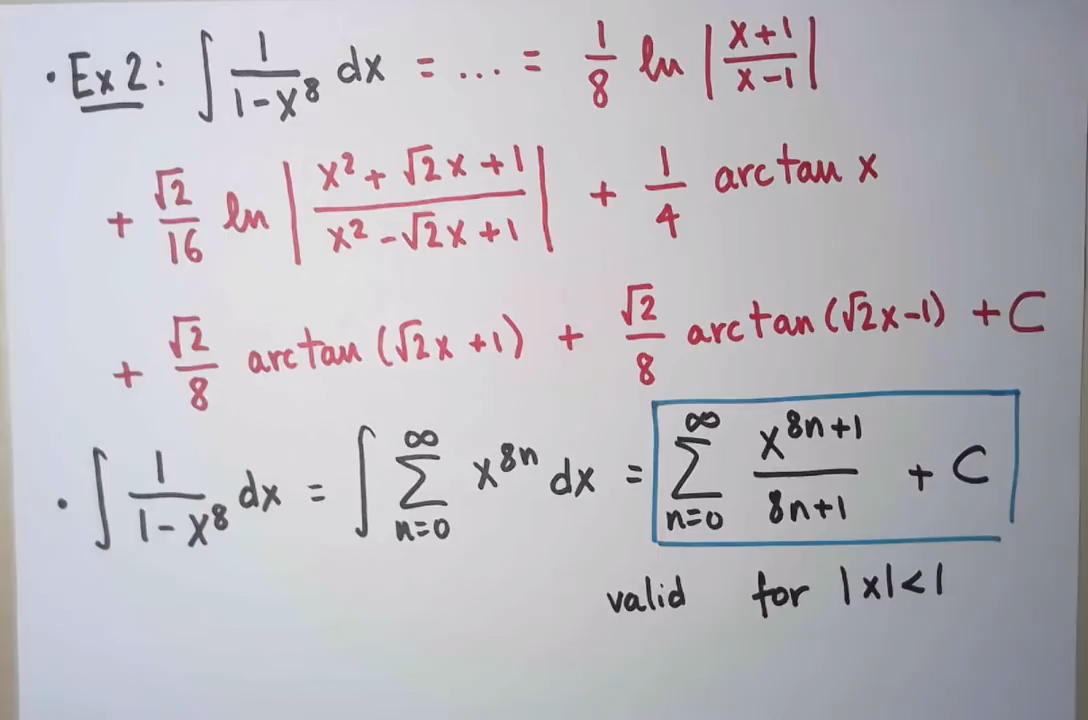 • Ex 2: ∫ 1/(1-x⁸) dx = ... = 1/8 ln |(x+1)/(x-1)|
+ √2/16 ln |(x² + √2x + 1)/(x² - √2x + 1)| + 1/4 arctan x
+ √2/8 arctan (√2x + 1) + √2/8 arctan (√2x - 1) + C
• ∫ 1/(1-x⁸) dx = ∫ ∑_{n=0}^{∞} x^{8n} dx = ∑_{n=0}^{∞} x^{8n+1}/(8n+1) + C
valid for |x|<1